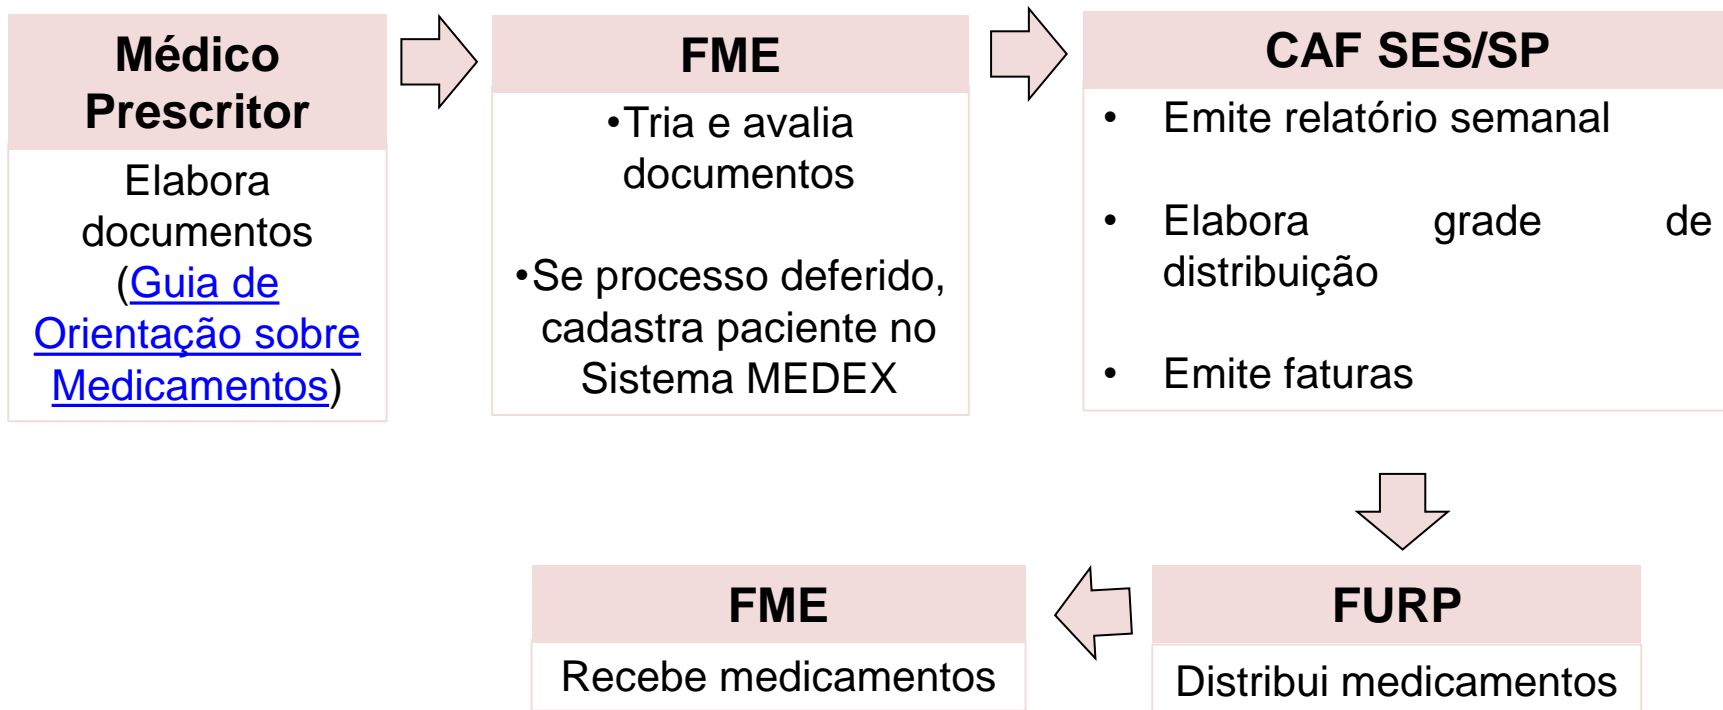 Médico
Prescritor
Elabora
documentos
(Guia de
Orientação sobre
Medicamentos)
FME
•Tria e avalia
documentos
•Se processo deferido,
cadastra paciente no
Sistema MEDEX
CAF SES/SP
• Emite relatório semanal
• Elabora grade de
distribuição
• Emite faturas
FURP
Distribui medicamentos
FME
Recebe medicamentos